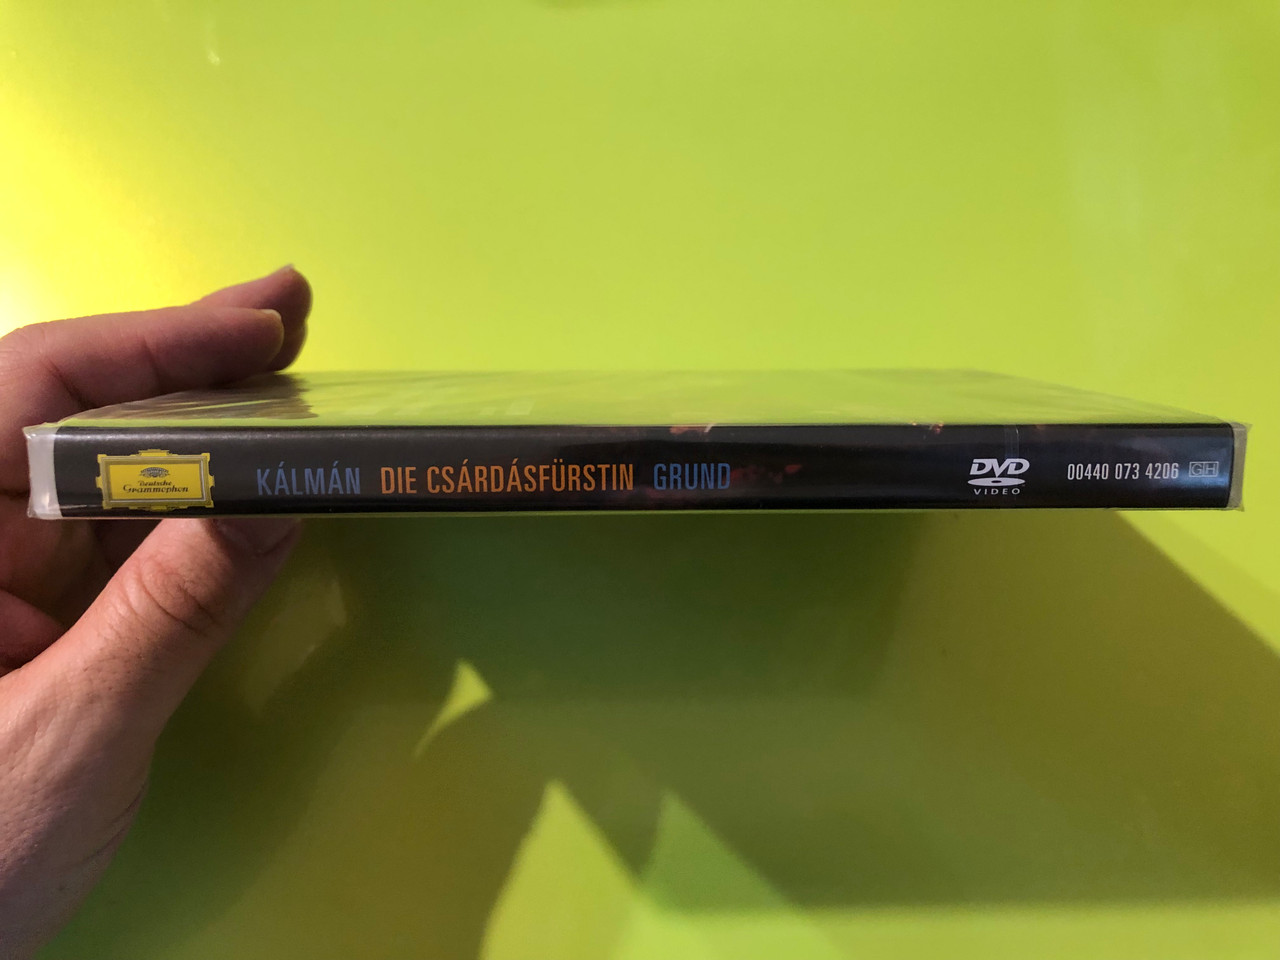 Deutsche
Grammophon
KÁLMÁN DIE CSÁRDÁSFÜRSTIN GRUND
DVD
VIDEO
00440 073 4206 GH